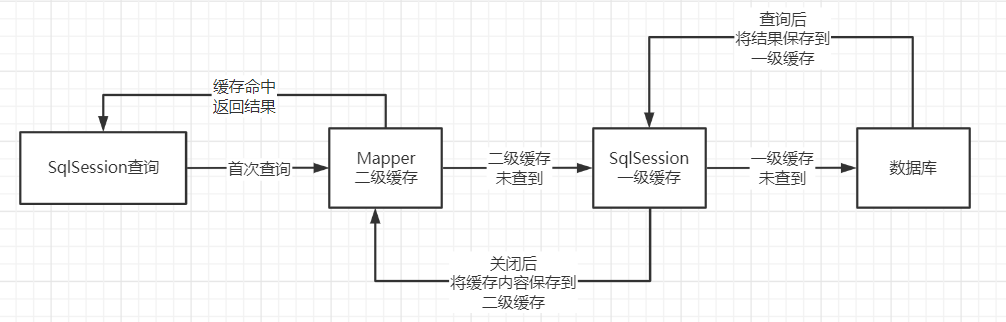 查询后
将结果保存到
一级缓存
缓存命中
返回结果
SqlSession查询
首次查询
Mapper
二级缓存
二级缓存
未查到
SqlSession
一级缓存
一级缓存
未查到
数据库
关闭后
将缓存内容保存到
二级缓存